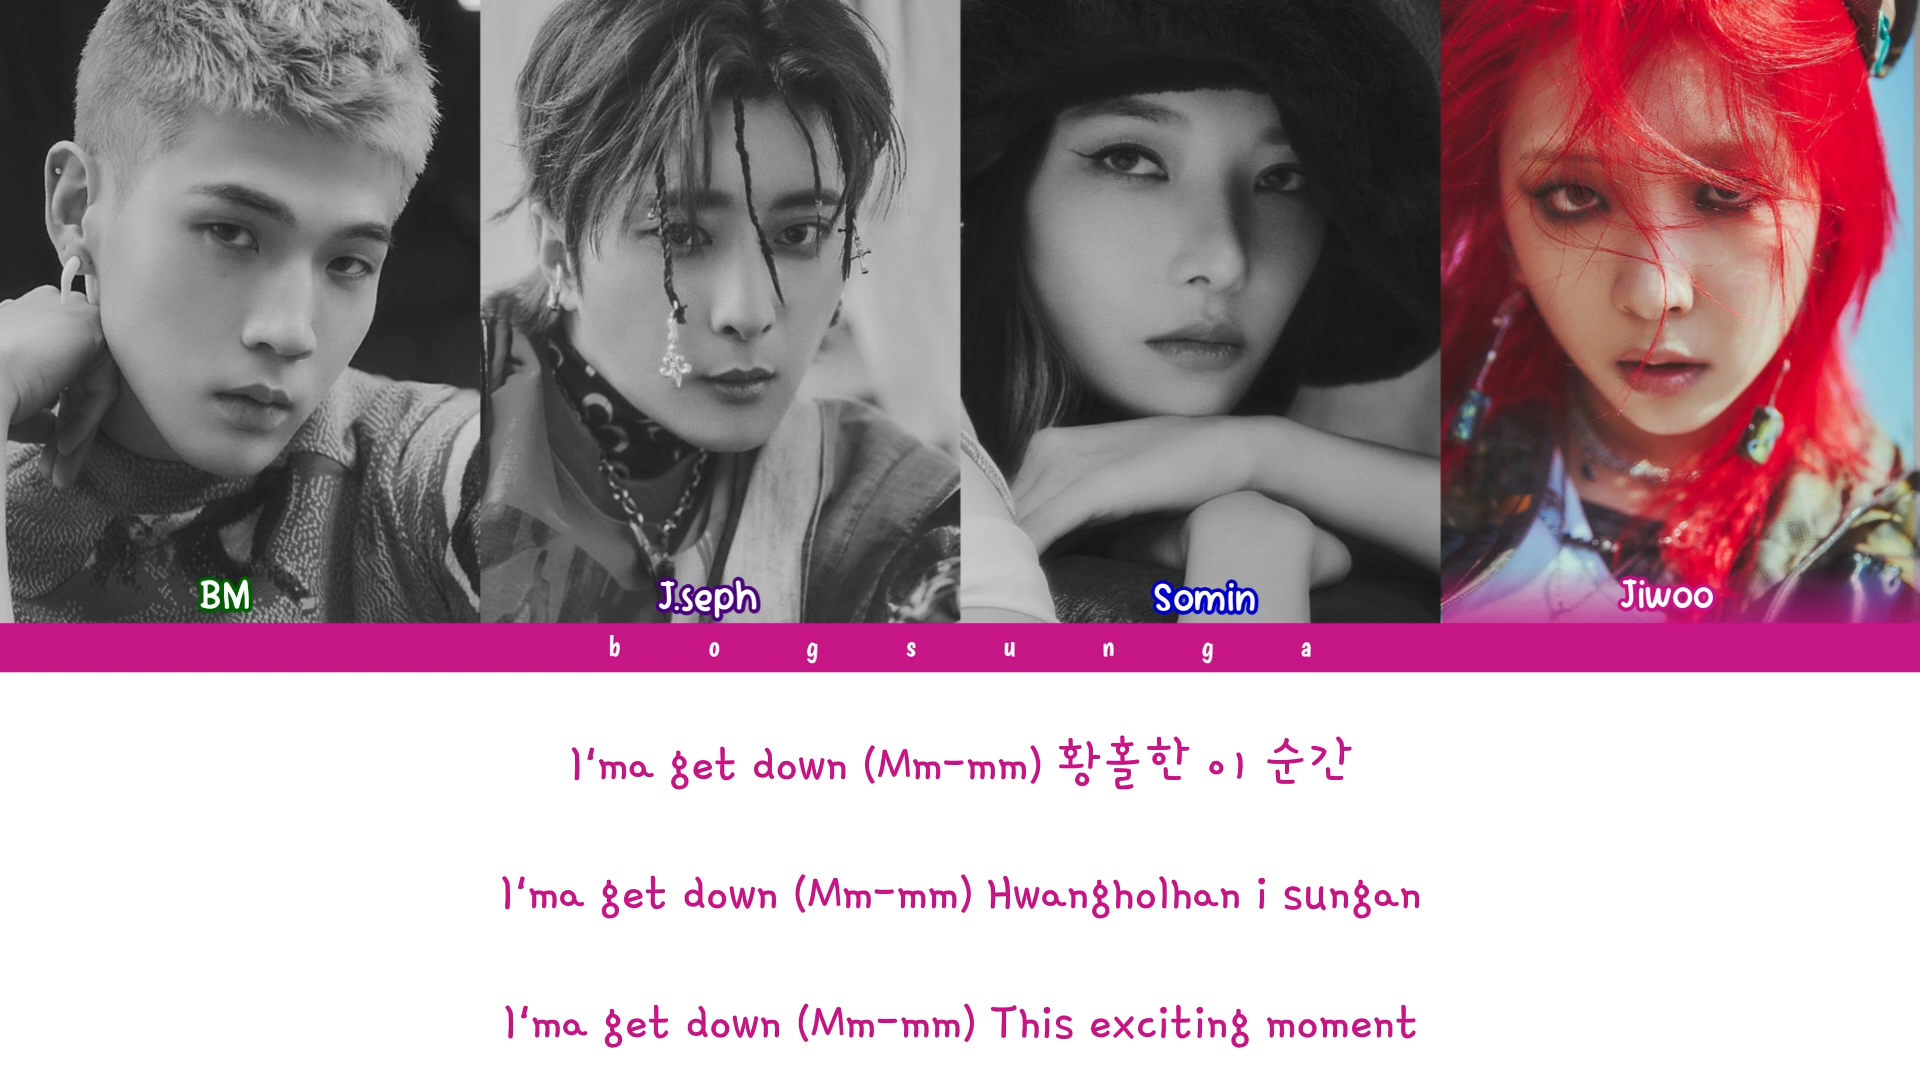 BM
J.seph
Somin
Jiwoo
b o g s u n g a
I'ma get down (Mm-mm) 황홀한 이 순간
I'ma get down (Mm-mm) Hwangholhan i sungan
I'ma get down (Mm-mm) This exciting moment